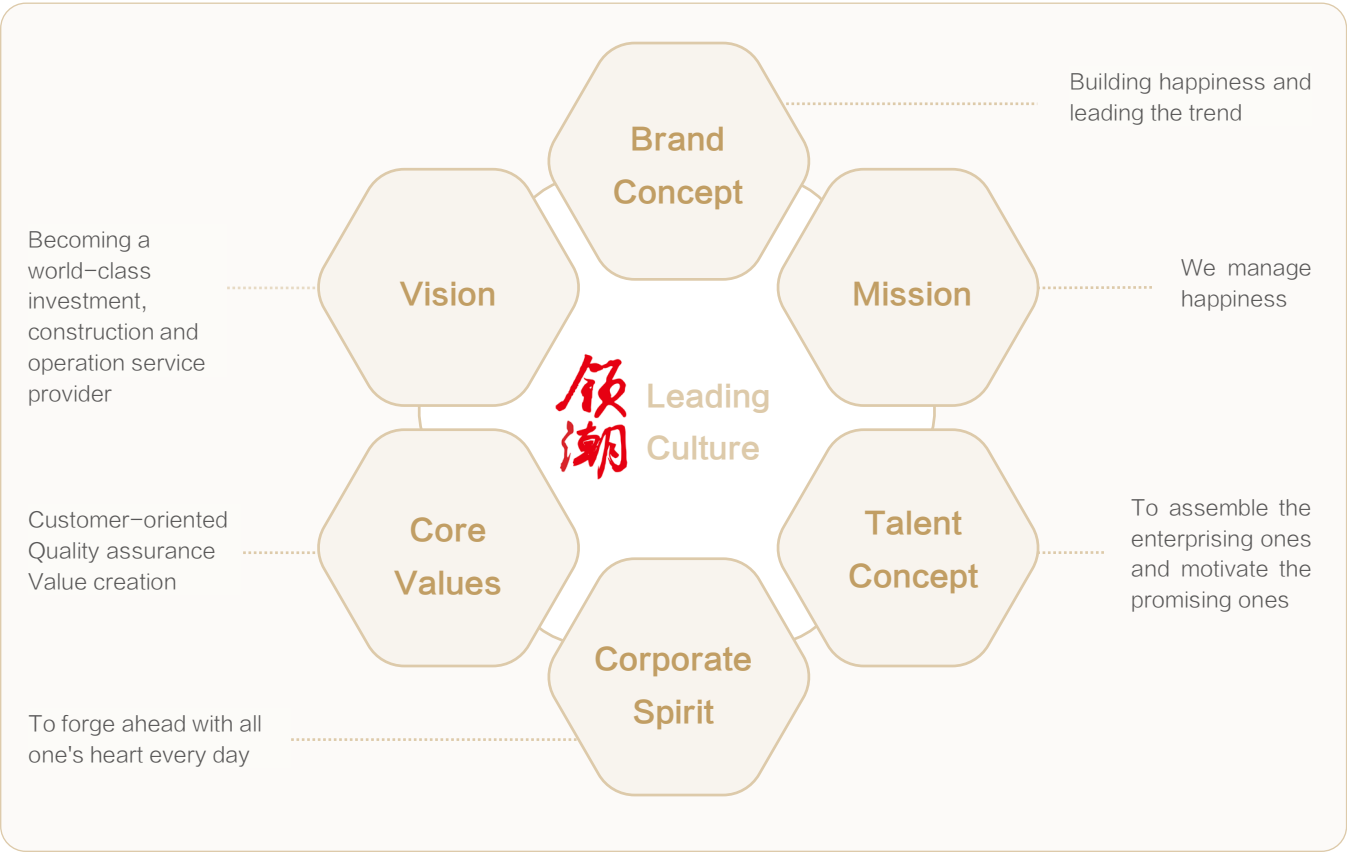 Brand
Concept
Building happiness and
leading the trend
Vision
Becoming a
world-class
investment,
construction and
operation service
provider
Mission
We manage
happiness
领
潮
Leading
Culture
Core
Values
Customer-oriented
Quality assurance
Value creation
Talent
Concept
To assemble the
enterprising ones
and motivate the
promising ones
Corporate
Spirit
To forge ahead with all
one's heart every day